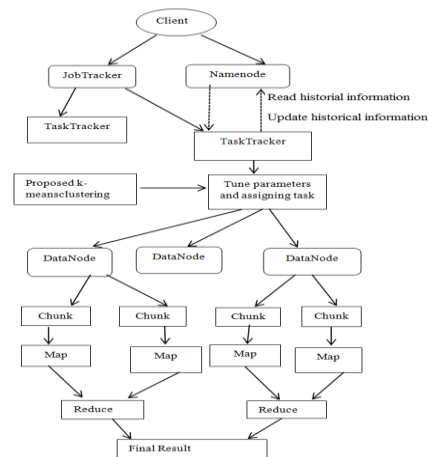 Client
JobTracker
Namenode
Read historial information
Update historical information
TaskTracker
TaskTracker
Proposed k-
meansclustering
Tune parameters
and assigning task
DataNode
DataNode
DataNode
Chunk
Chunk
Chunk
Chunk
Map
Map
Map
Map
Reduce
Reduce
Final Result